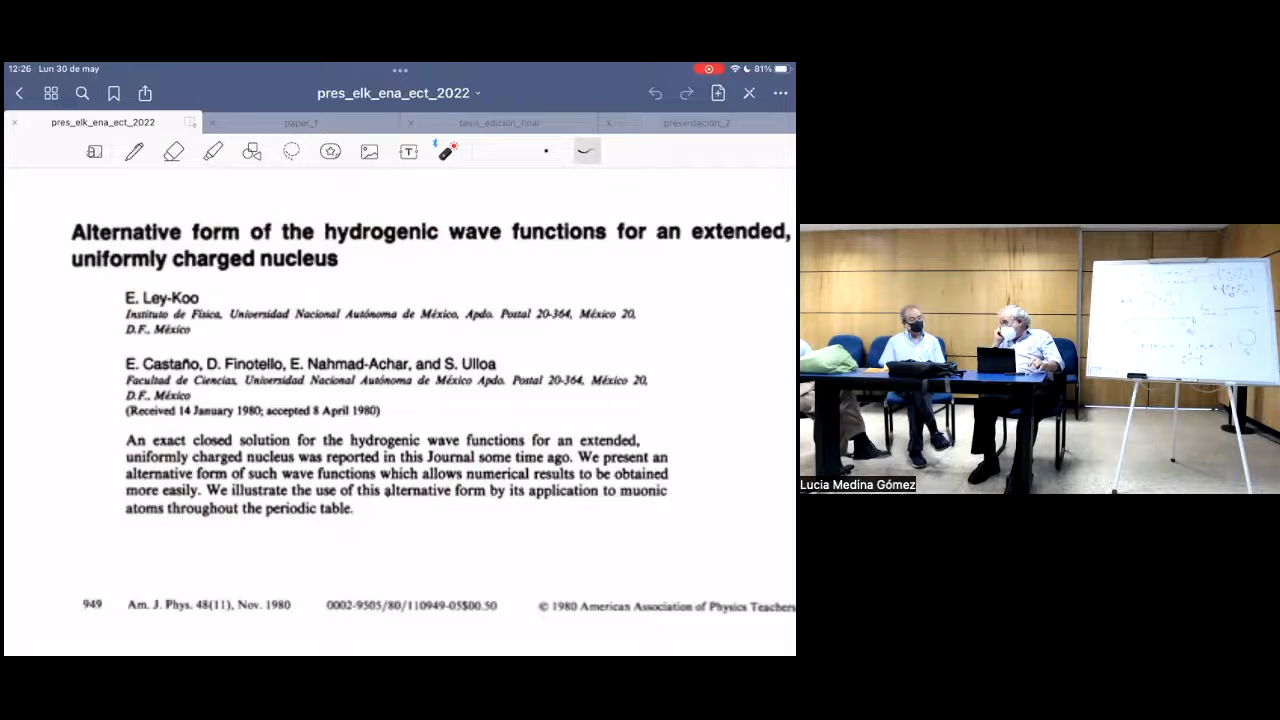 12:26 Lun 30 de may
81%
pres_elk_ena_ect_2022
pres_elk_ena_ect_2022
paper_1
tesis_edición_final
presentación_2
Alternative form of the hydrogenic wave functions for an extended,
uniformly charged nucleus
E. Ley-Koo
Instituto de Física, Universidad Nacional Autónoma de México, Apdo. Postal 20-364, México 20,
D.F., México
E. Castaño, D. Finotello, E. Nahmad-Achar, and S. Ulloa
Facultad de Ciencias, Universidad Nacional Autónoma de México Apdo. Postal 20-364, México 20,
D.F., México
(Received 14 January 1980; accepted 8 April 1980)
An exact closed solution for the hydrogenic wave functions for an extended,
uniformly charged nucleus was reported in this Journal some time ago. We present an
alternative form of such wave functions which allows numerical results to be obtained
more easily. We illustrate the use of this alternative form by its application to muonic
atoms throughout the periodic table.
949 Am. J. Phys. 48(11), Nov. 1980 0002-9505/80/110949-05$00.50 © 1980 American Association of Physics Teachers
Lucia Medina Gómez